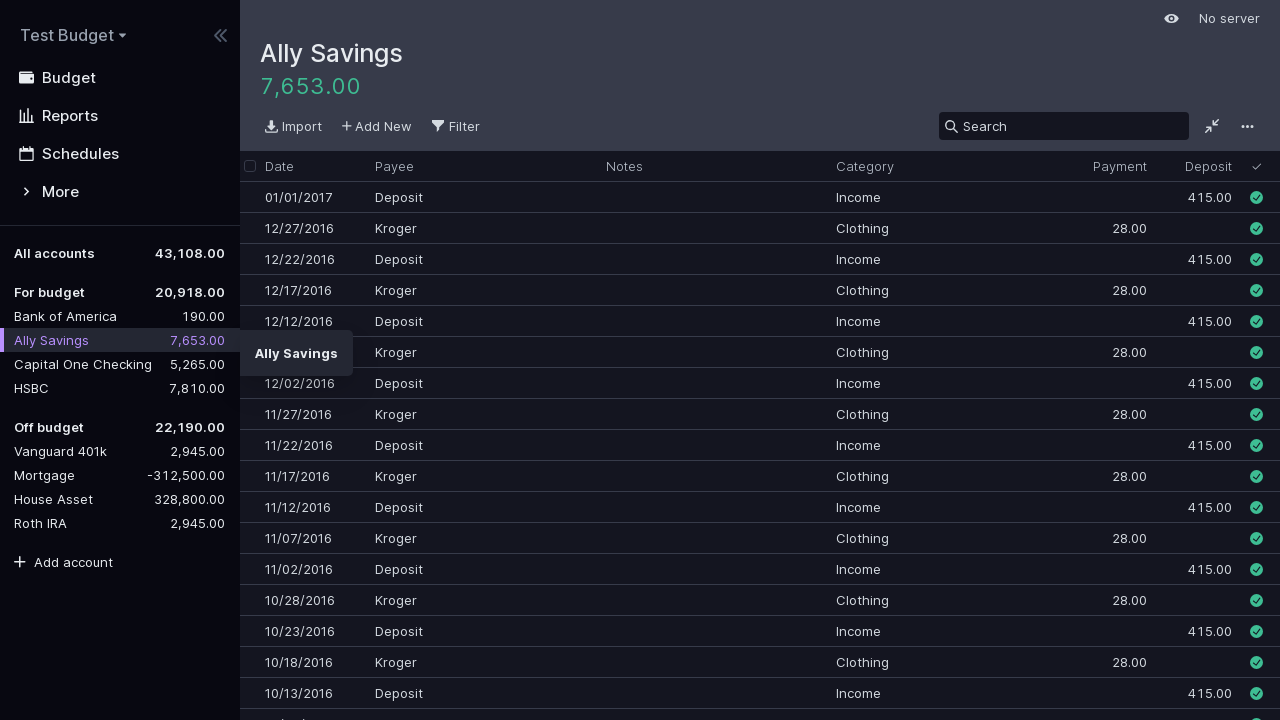 Test Budget
Budget
Reports
Schedules
More
All accounts 43,108.00
For budget 20,918.00
Bank of America 190.00
Ally Savings 7,653.00
Capital One Checking 5,265.00
HSBC 7,810.00
Off budget 22,190.00
Vanguard 401k 2,945.00
Mortgage -312,500.00
House Asset 328,800.00
Roth IRA 2,945.00
Add account
No server
Ally Savings
7,653.00
Import Add New Filter Search
Date Payee Notes Category Payment Deposit
01/01/2017 Deposit Income 415.00
12/27/2016 Kroger Clothing 28.00
12/22/2016 Deposit Income 415.00
12/17/2016 Kroger Clothing 28.00
12/12/2016 Deposit Income 415.00
Ally Savings
Kroger Clothing 28.00
12/02/2016 Deposit Income 415.00
11/27/2016 Kroger Clothing 28.00
11/22/2016 Deposit Income 415.00
11/17/2016 Kroger Clothing 28.00
11/12/2016 Deposit Income 415.00
11/07/2016 Kroger Clothing 28.00
11/02/2016 Deposit Income 415.00
10/28/2016 Kroger Clothing 28.00
10/23/2016 Deposit Income 415.00
10/18/2016 Kroger Clothing 28.00
10/13/2016 Deposit Income 415.00